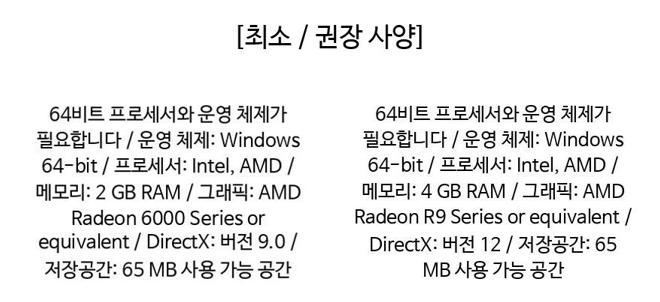 [최소 / 권장 사양]
64비트 프로세서와 운영 체제가
필요합니다 / 운영 체제: Windows
64-bit / 프로세서: Intel, AMD /
메모리: 2 GB RAM / 그래픽: AMD
Radeon 6000 Series or
equivalent / DirectX: 버전 9.0 /
저장공간: 65 MB 사용 가능 공간
64비트 프로세서와 운영 체제가
필요합니다 / 운영 체제: Windows
64-bit / 프로세서: Intel, AMD /
메모리: 4 GB RAM / 그래픽: AMD
Radeon R9 Series or equivalent /
DirectX: 버전 12 / 저장공간: 65
MB 사용 가능 공간